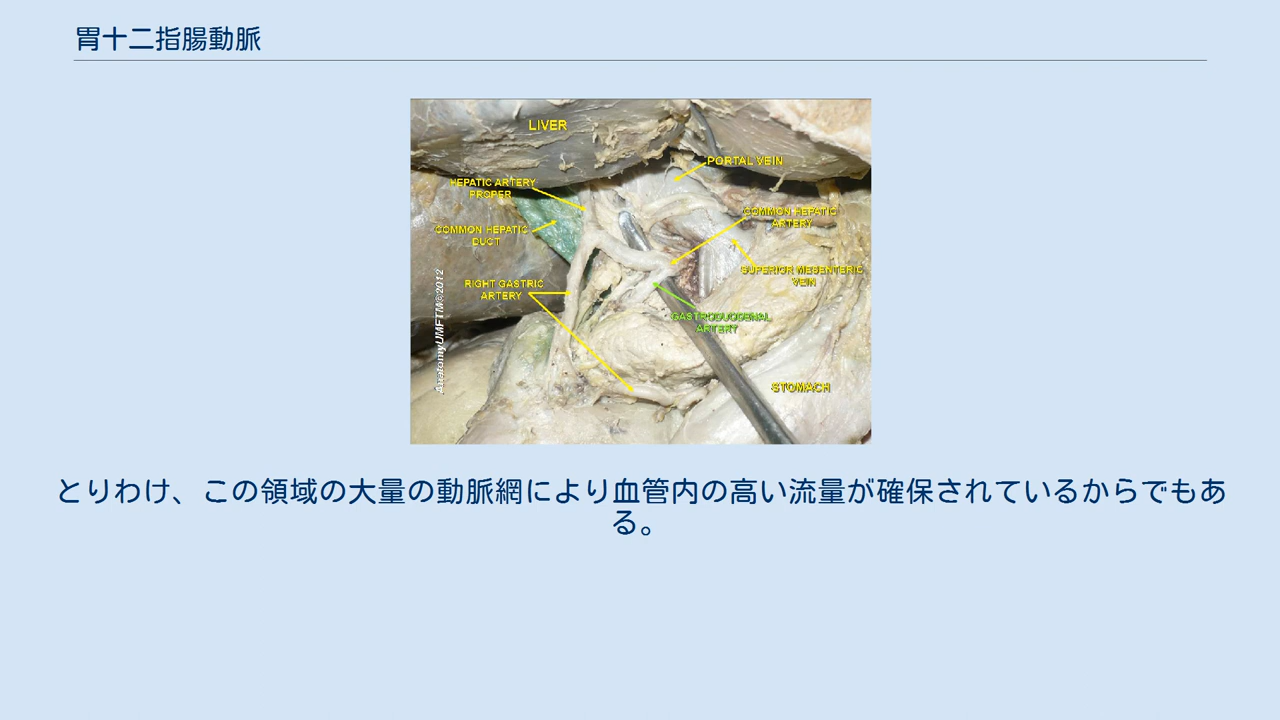 胃十二指腸動脈
LIVER
PORTAL VEIN
HEPATIC ARTERY
PROPER
COMMON HEPATIC
ARTERY
COMMON HEPATIC
DUCT
SUPERIOR MESENTERIC
VEIN
RIGHT GASTRIC
ARTERY
GASTRODUODENAL
ARTERY
STOMACH
AnatomyUMFTM©2012
とりわけ、この領域の大量の動脈網により血管内の高い流量が確保されているからでもあ
る。